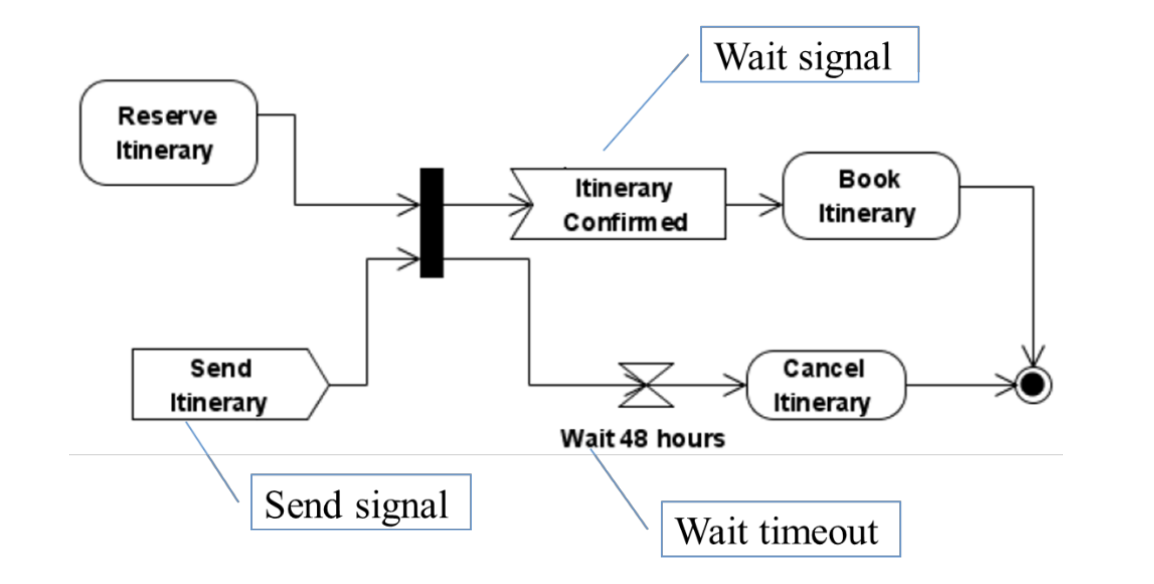 Wait signal
Reserve
Itinerary
Itinerary
Confirmed
Book
Itinerary
Send
Itinerary
Cancel
Itinerary
Wait 48 hours
Send signal
Wait timeout